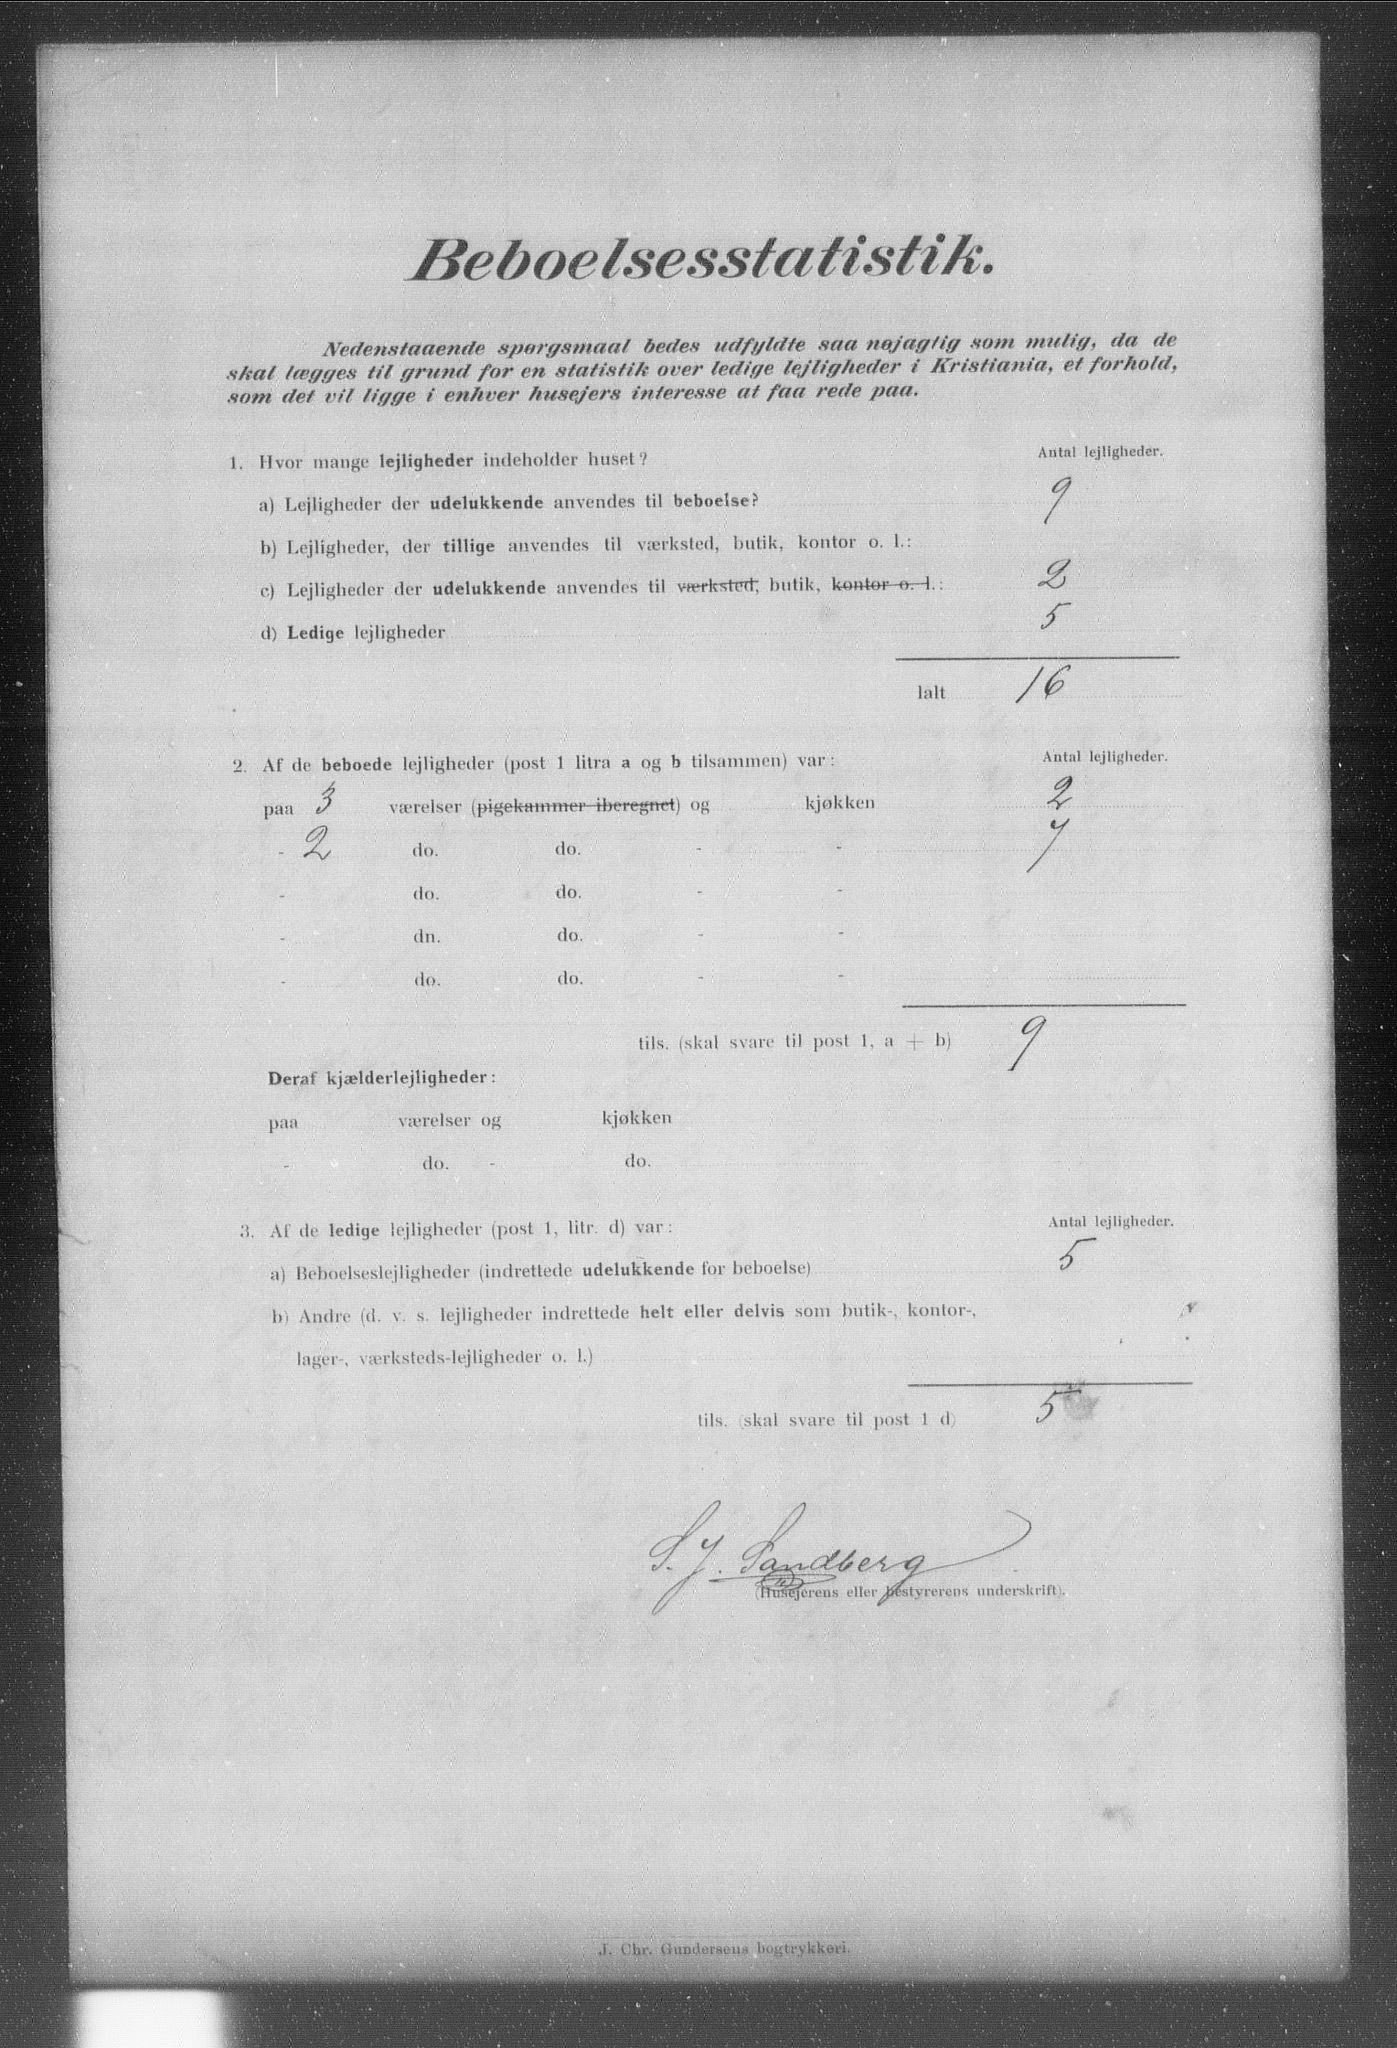 Beboelsesstatistik.
Nedenstaaende spørgsmaal bedes udfyldte saa nøjagtig som mulig, da de
skal lægges til grund for en statistik over ledige lejligheder i Kristiania, et forhold,
som det vil ligge i enhver husejers interesse at faa rede paa.
1. Hvor mange lejligheder indeholder huset? Antal lejligheder.
a) Lejligheder der udelukkende anvendes til beboelse? 9
b) Lejligheder, der tillige anvendes til værksted, butik, kontor o. l.:
c) Lejligheder der udelukkende anvendes til værksted, butik, kontor o. l.: 2
d) Ledige lejligheder 5
Ialt 16
2. Af de beboede lejligheder (post 1 litra a og b tilsammen) var: Antal lejligheder.
paa 3 værelser (pigekammer iberegnet) og kjøkken 2
- 2 do. do. - - 7
- do. do. - -
- dn. do. - -
- do. do. - -
tils. (skal svare til post 1, a + b) 9
Deraf kjælderlejligheder:
paa værelser og kjøkken
- do. - do.
3. Af de ledige lejligheder (post 1, litr. d) var: Antal lejligheder.
a) Beboelseslejligheder (indrettede udelukkende for beboelse) 5
b) Andre (d. v. s. lejligheder indrettede helt eller delvis som butik-, kontor-,
lager-, værksteds-lejligheder o. l.)
tils. (skal svare til post 1 d) 5
S. J. Sandberg
(Husejerens eller bestyrerens underskrift).
J. Chr. Gundersens bogtrykkeri.